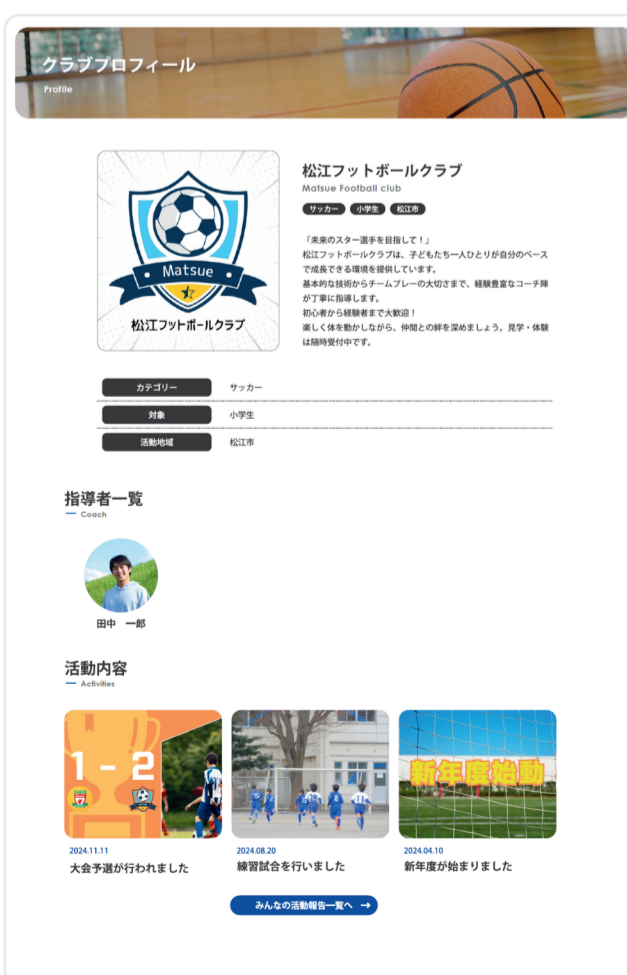 クラブプロフィール
Profile
Matsue
松江フットボールクラブ
松江フットボールクラブ
Matsue Football club
サッカー 小学生 松江市
「未来のスター選手を目指して！」
松江フットボールクラブは、子どもたち一人ひとりが自分のペース
で成長できる環境を提供しています。
基本的な技術からチームプレーの大切さまで、経験豊富なコーチ陣
が丁寧に指導します。
初心者から経験者まで大歓迎！
楽しく体を動かしながら、仲間との絆を深めましょう。見学・体験
は随時受付中です。
カテゴリー サッカー
対象 小学生
活動地域 松江市
指導者一覧
Coach
田中　一郎
活動内容
Activities
1 - 2
新年度始動
2024.11.11
大会予選が行われました
2024.08.20
練習試合を行いました
2024.04.10
新年度が始まりました
みんなの活動報告一覧へ →